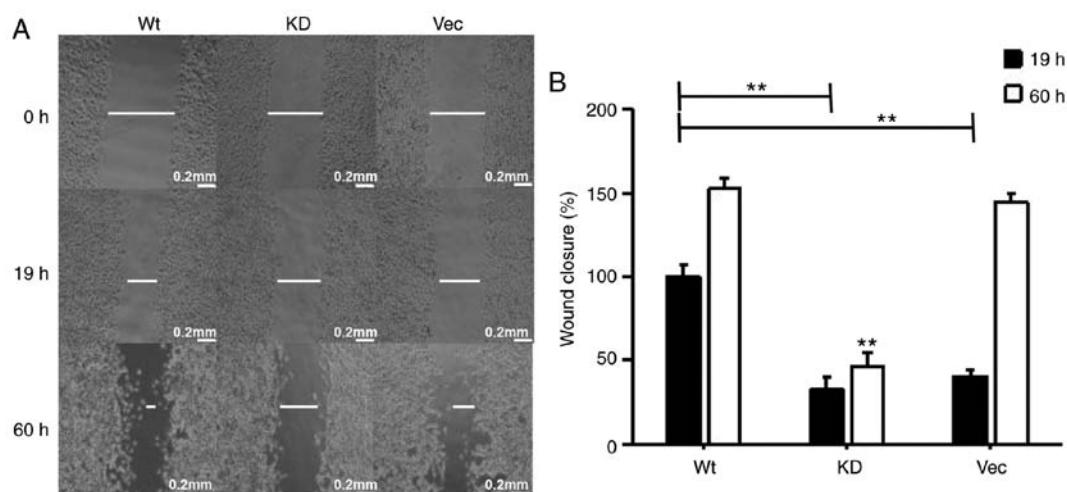 A
Wt KD Vec
0 h
0.2mm 0.2mm 0.2mm
19 h
0.2mm 0.2mm 0.2mm
60 h
0.2mm 0.2mm 0.2mm
B
19 h
60 h
**
**
**
Wound closure (%)
200
150
100
50
0
Wt KD Vec